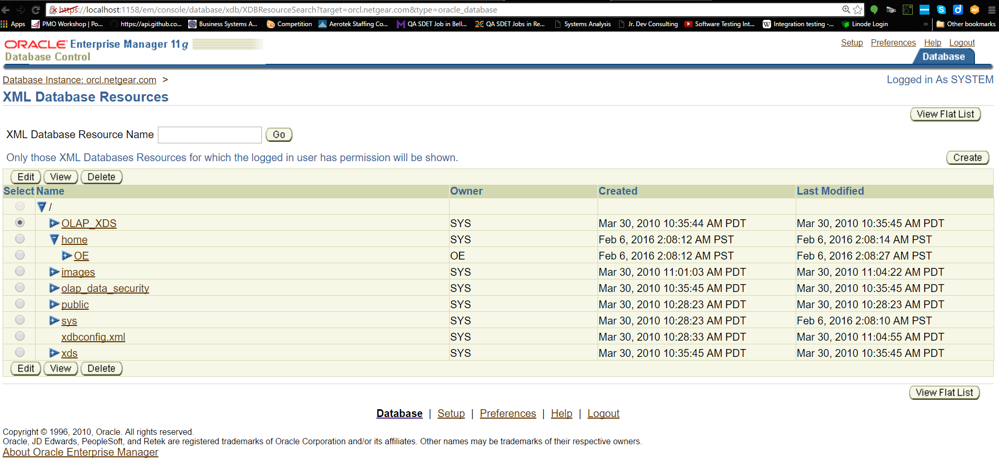 https://localhost:1158/em/console/database/xdb/XDBResourceSearch?target=orcl.netgear.com&type=oracle_database
Apps PMO Workshop | Po... https://api.github.co... Business Systems A... Competition Aerotek Staffing Co... QA SDET Job in Bell... QA SDET Jobs in Re... Systems Analysis Jr. Dev Consulting Software Testing Int... Integration testing -... Linode Login » Other bookmarks
ORACLE Enterprise Manager 11g
Database Control
Setup Preferences Help Logout
Database
Database Instance: orcl.netgear.com >
Logged in As SYSTEM
XML Database Resources
View Flat List
XML Database Resource Name Go
Only those XML Databases Resources for which the logged in user has permission will be shown.
Create
Edit View Delete
Select Name Owner Created Last Modified
/
OLAP_XDS SYS Mar 30, 2010 10:35:44 AM PDT Mar 30, 2010 10:35:45 AM PDT
home SYS Feb 6, 2016 2:08:12 AM PST Feb 6, 2016 2:08:14 AM PST
OE OE Feb 6, 2016 2:08:12 AM PST Feb 6, 2016 2:08:27 AM PST
images SYS Mar 30, 2010 11:01:03 AM PDT Mar 30, 2010 11:04:22 AM PDT
olap_data_security SYS Mar 30, 2010 10:35:45 AM PDT Mar 30, 2010 10:35:45 AM PDT
public SYS Mar 30, 2010 10:28:23 AM PDT Mar 30, 2010 10:28:23 AM PDT
sys SYS Mar 30, 2010 10:28:23 AM PDT Feb 6, 2016 2:08:10 AM PST
xdbconfig.xml SYS Mar 30, 2010 10:28:33 AM PDT Mar 30, 2010 11:04:55 AM PDT
xds SYS Mar 30, 2010 10:35:45 AM PDT Mar 30, 2010 10:35:45 AM PDT
Edit View Delete
View Flat List
Database | Setup | Preferences | Help | Logout
Copyright © 1996, 2010, Oracle. All rights reserved.
Oracle, JD Edwards, PeopleSoft, and Retek are registered trademarks of Oracle Corporation and/or its affiliates. Other names may be trademarks of their respective owners.
About Oracle Enterprise Manager